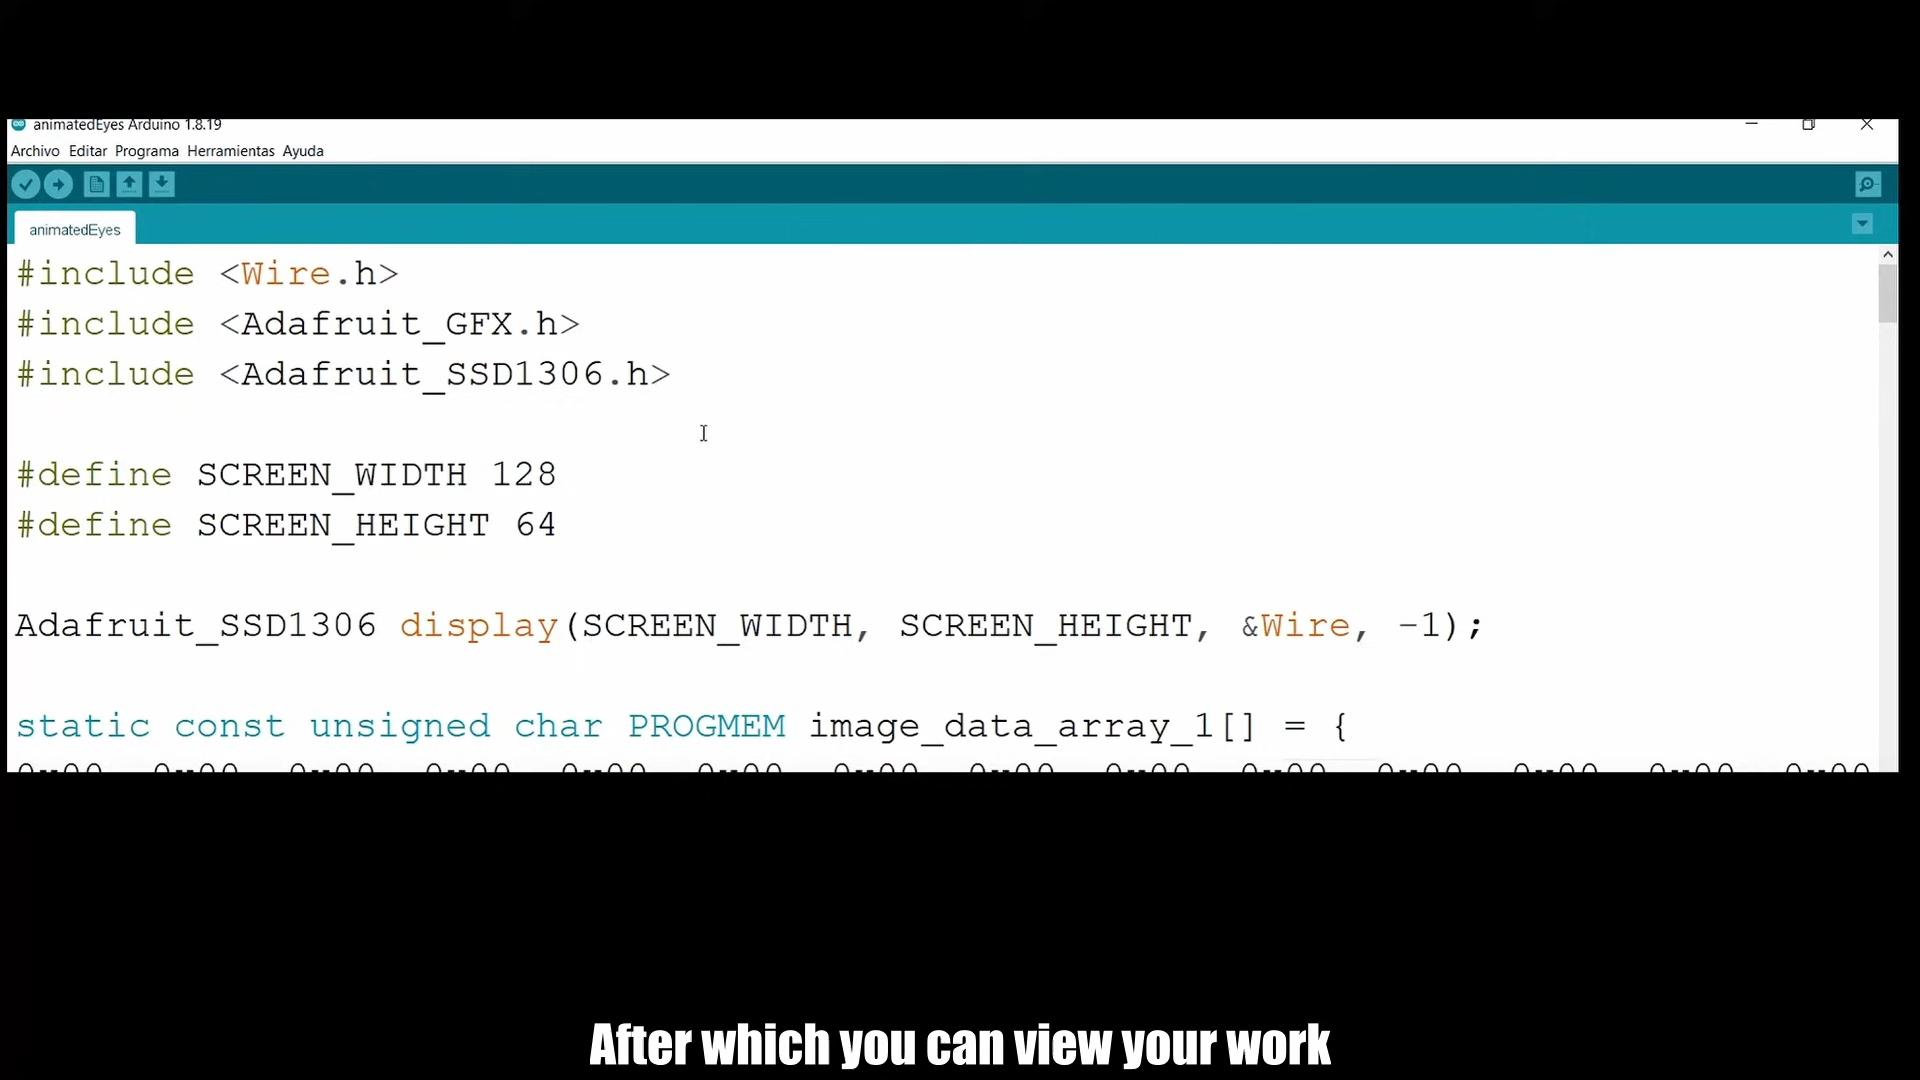 animatedEyes Arduino 1.8.19
Archivo Editar Programa Herramientas Ayuda
animatedEyes
#include <Wire.h>
#include <Adafruit_GFX.h>
#include <Adafruit_SSD1306.h>
#define SCREEN_WIDTH 128
#define SCREEN_HEIGHT 64
Adafruit_SSD1306 display(SCREEN_WIDTH, SCREEN_HEIGHT, &Wire, -1);
static const unsigned char PROGMEM image_data_array_1[] = {
After which you can view your work